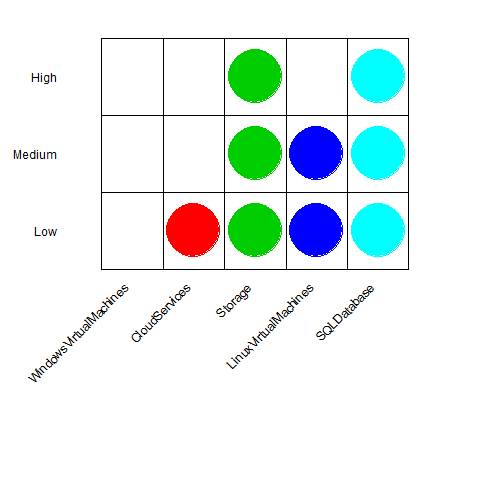 High
Medium
Low
WindowsVirtualMachines
CloudServices
Storage
LinuxVirtualMachines
SQLDatabase